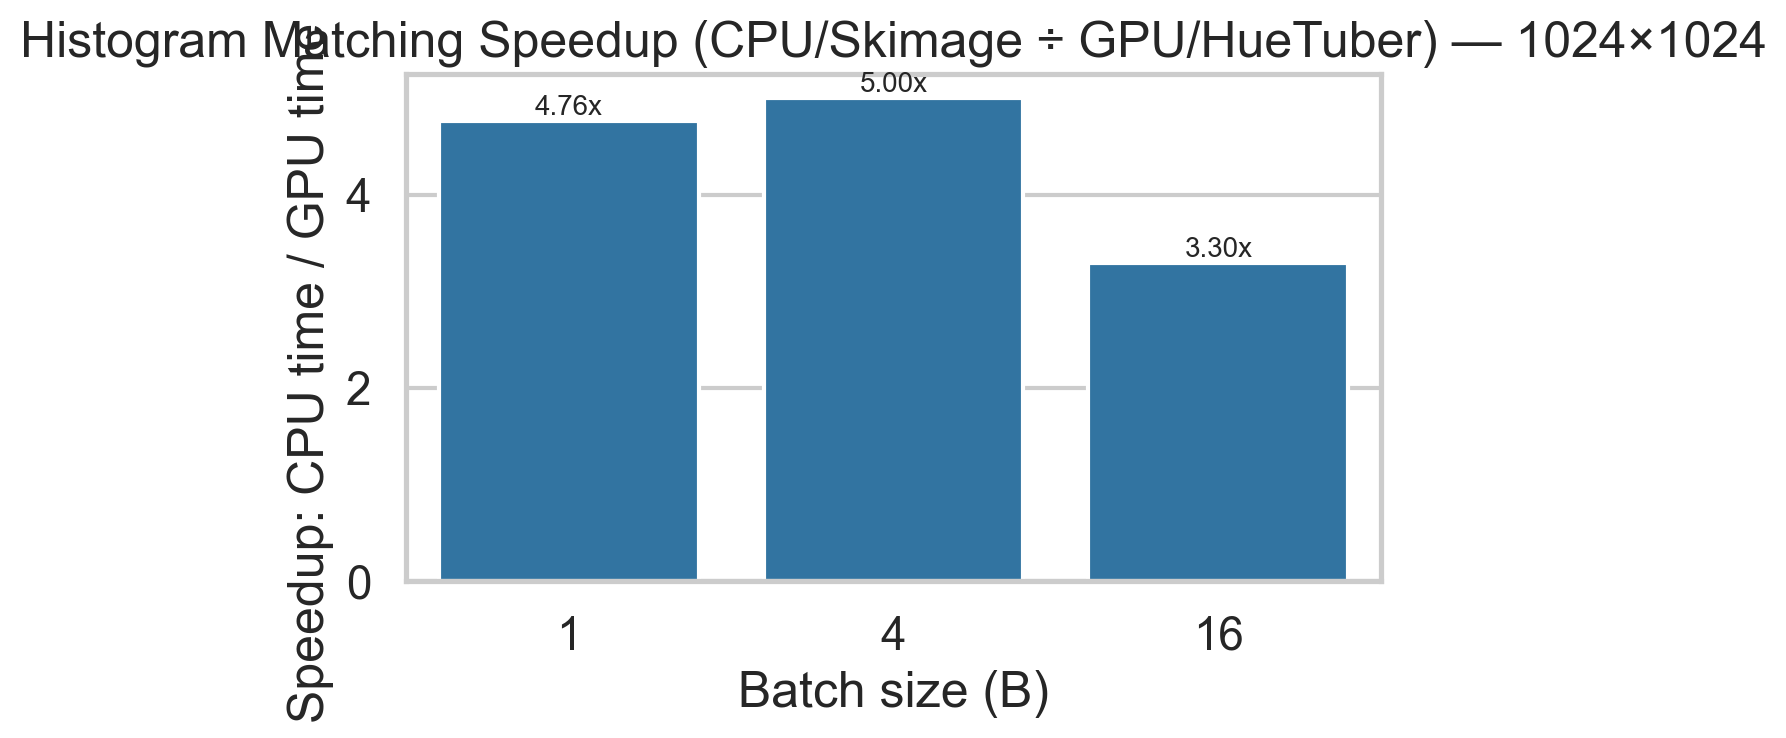 Histogram Matching Speedup (CPU/Skimage ÷ GPU/HueTuber) — 1024×1024
Speedup: CPU time / GPU time
4
2
0
4.76x
5.00x
3.30x
1
4
16
Batch size (B)